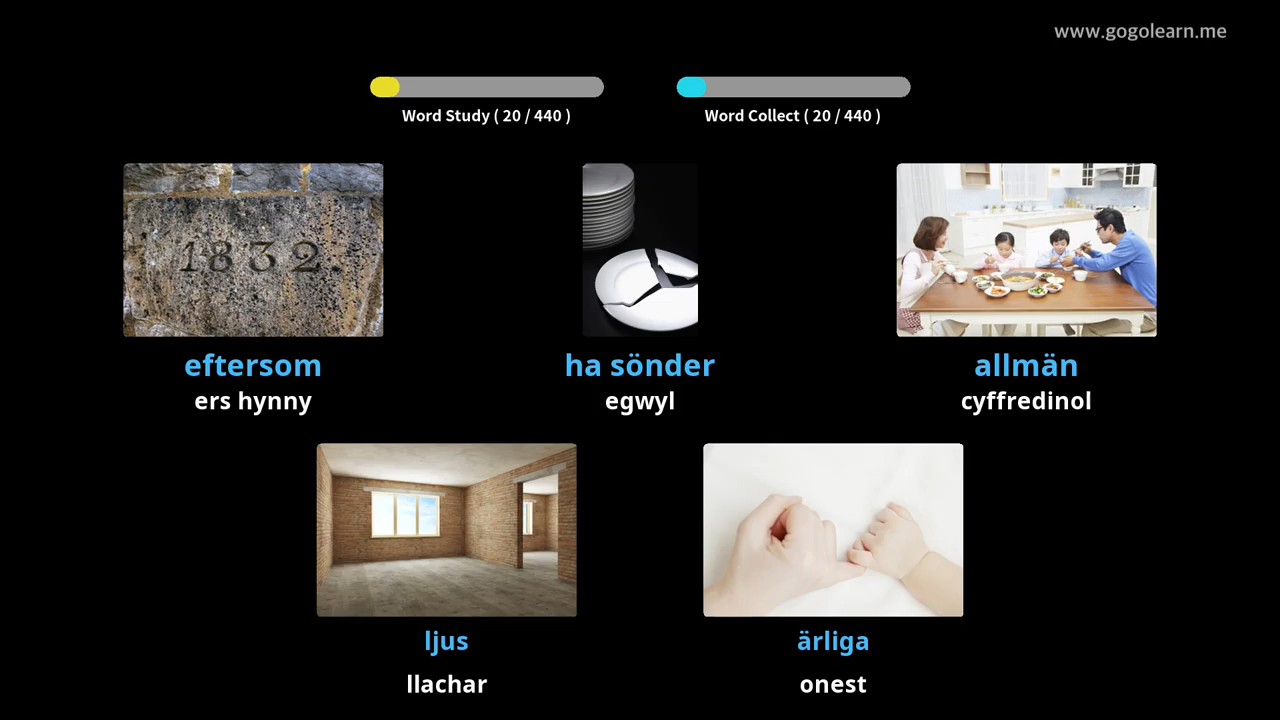 www.gogolearn.me
Word Study ( 20 / 440 )
Word Collect ( 20 / 440 )
1832.
eftersom
ers hynny
ha sönder
egwyl
allmän
cyffredinol
ljus
llachar
ärliga
onest